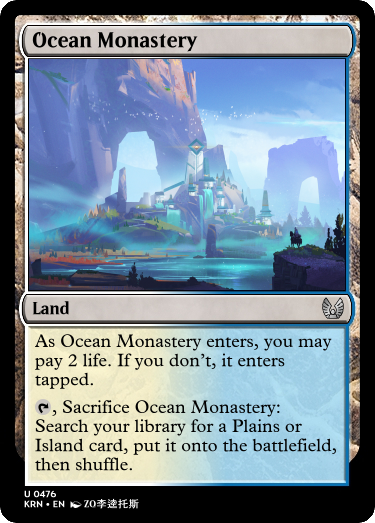 Ocean Monastery
Land
As Ocean Monastery enters, you may
pay 2 life. If you don't, it enters
tapped.
, Sacrifice Ocean Monastery:
Search your library for a Plains or
Island card, put it onto the battlefield,
then shuffle.
U 0476
KRN • EN ZO李逵托斯